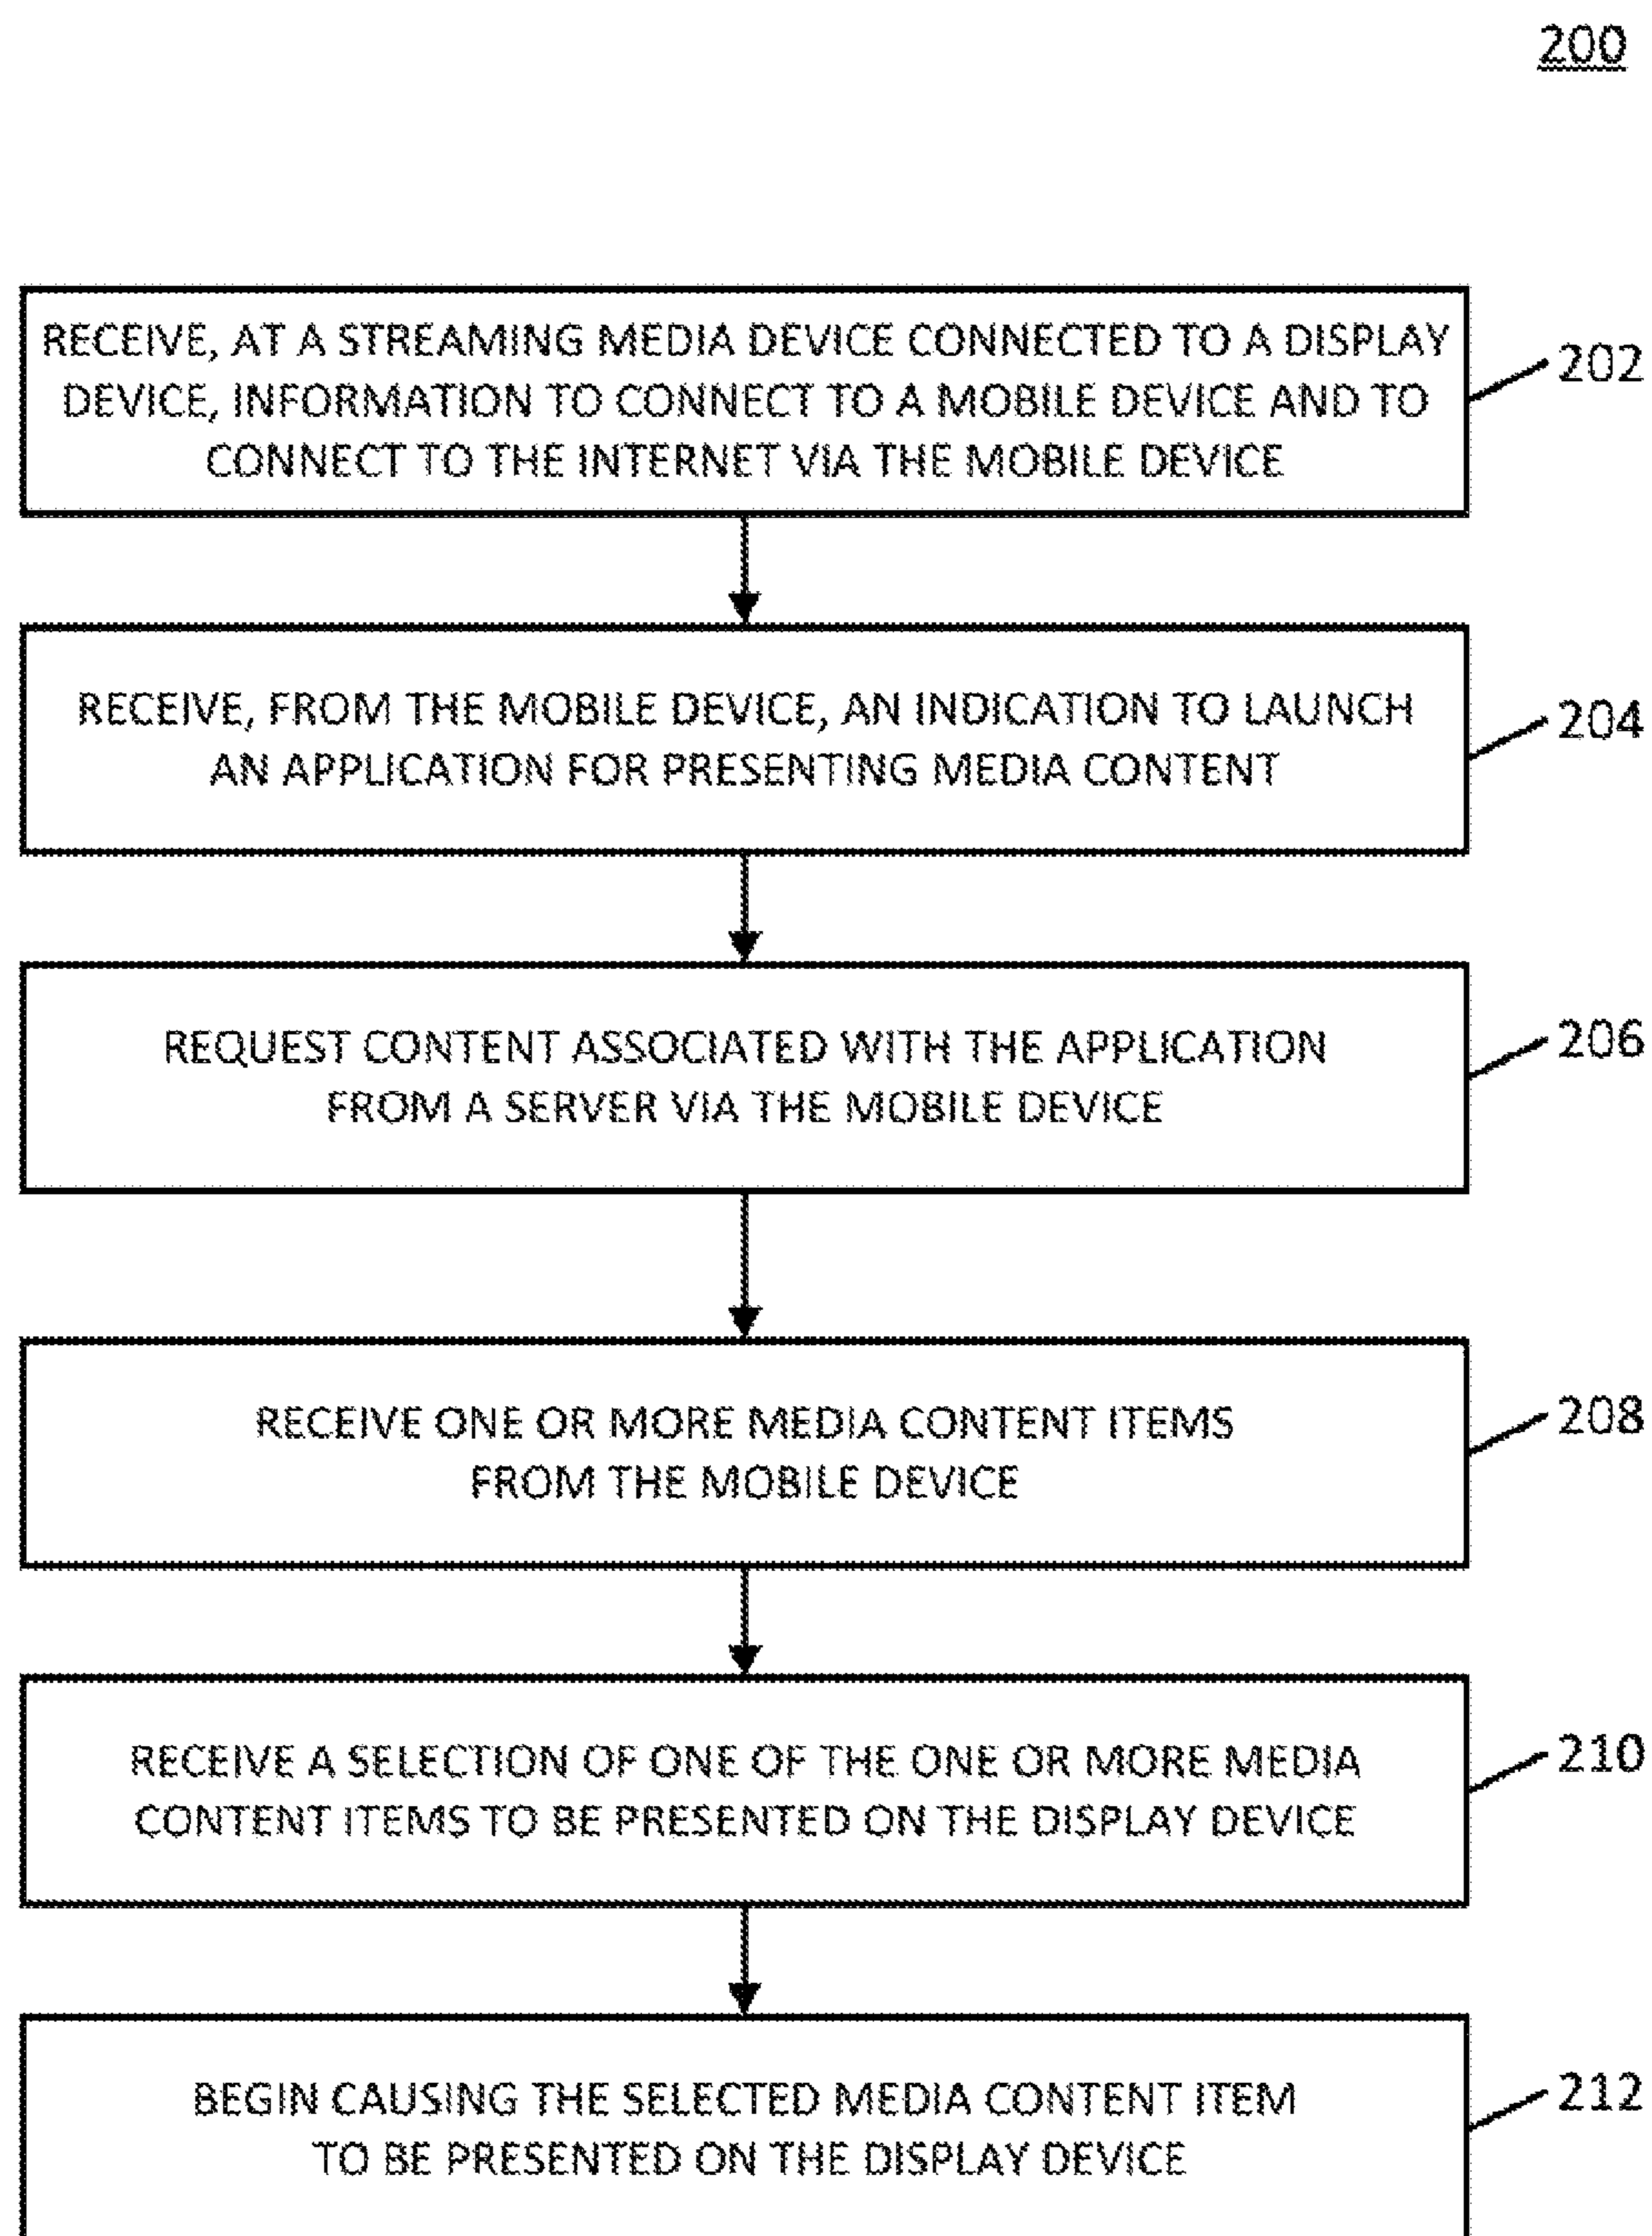 200
RECEIVE, AT A STREAMING MEDIA DEVICE CONNECTED TO A DISPLAY
DEVICE, INFORMATION TO CONNECT TO A MOBILE DEVICE AND TO
CONNECT TO THE INTERNET VIA THE MOBILE DEVICE
202
RECEIVE, FROM THE MOBILE DEVICE, AN INDICATION TO LAUNCH
AN APPLICATION FOR PRESENTING MEDIA CONTENT
204
REQUEST CONTENT ASSOCIATED WITH THE APPLICATION
FROM A SERVER VIA THE MOBILE DEVICE
206
RECEIVE ONE OR MORE MEDIA CONTENT ITEMS
FROM THE MOBILE DEVICE
208
RECEIVE A SELECTION OF ONE OF THE ONE OR MORE MEDIA
CONTENT ITEMS TO BE PRESENTED ON THE DISPLAY DEVICE
210
BEGIN CAUSING THE SELECTED MEDIA CONTENT ITEM
TO BE PRESENTED ON THE DISPLAY DEVICE
212